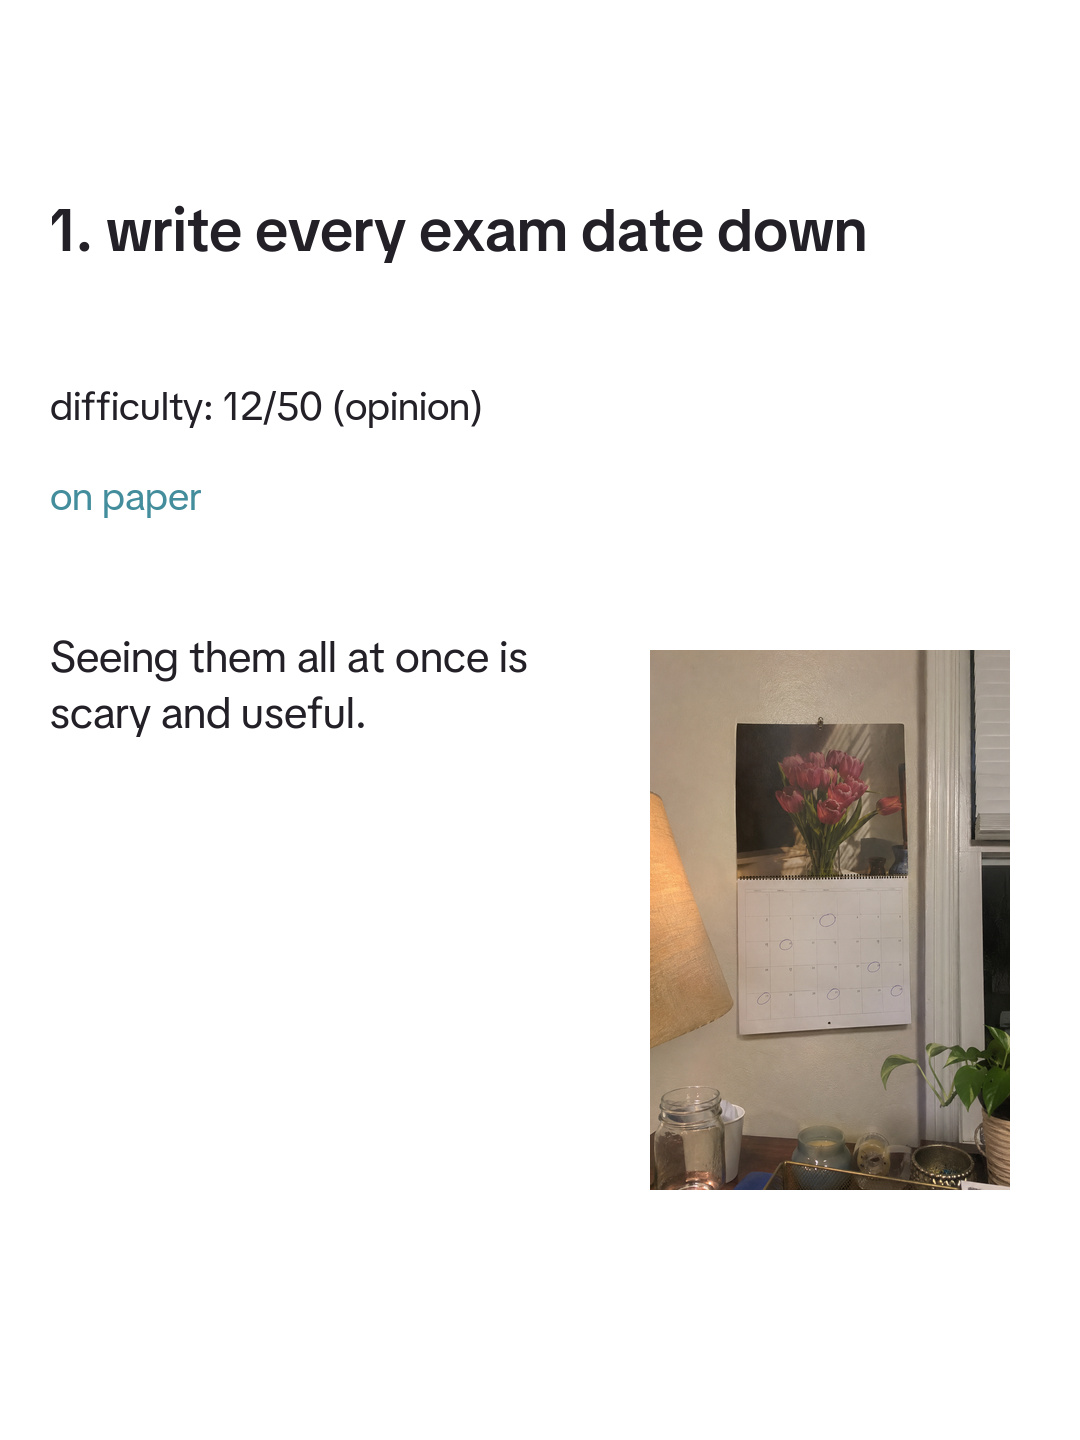 1. write every exam date down
difficulty: 12/50 (opinion)
on paper
Seeing them all at once is
scary and useful.